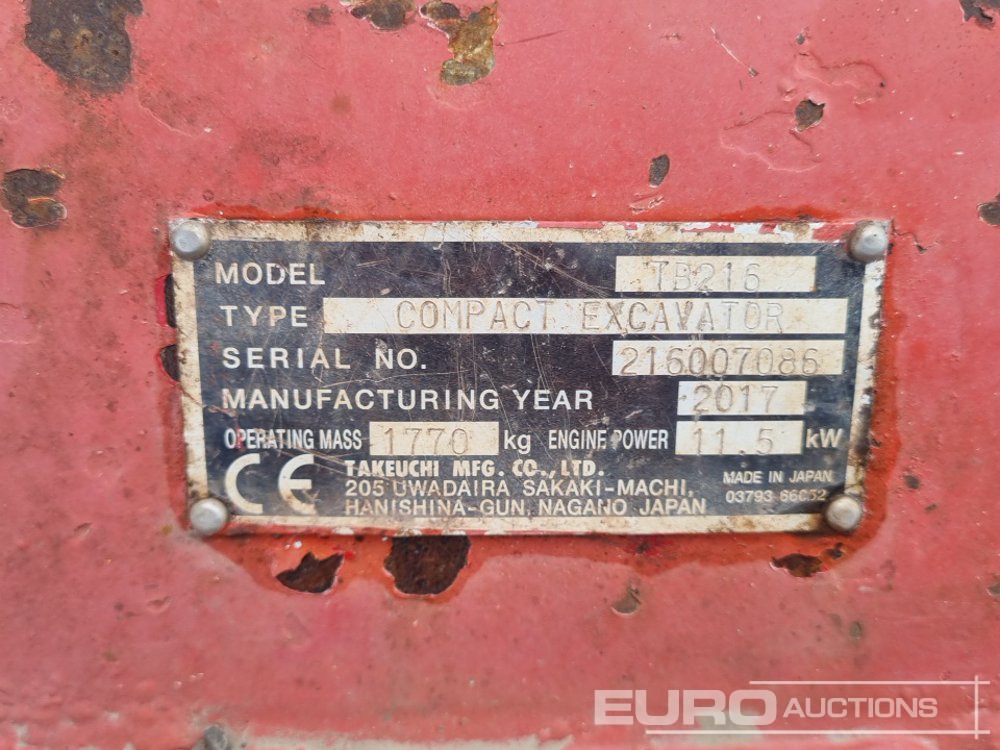 MODEL TB216
TYPE COMPACT EXCAVATOR
SERIAL NO. 216007086
MANUFACTURING YEAR 2017
OPERATING MASS 1770 kg ENGINE POWER 11.5 kW
CE TAKEUCHI MFG. CO., LTD.
205 UWADAIRA SAKAKI-MACHI,
HANISHINA-GUN, NAGANO JAPAN
MADE IN JAPAN
03793
EURO AUCTIONS